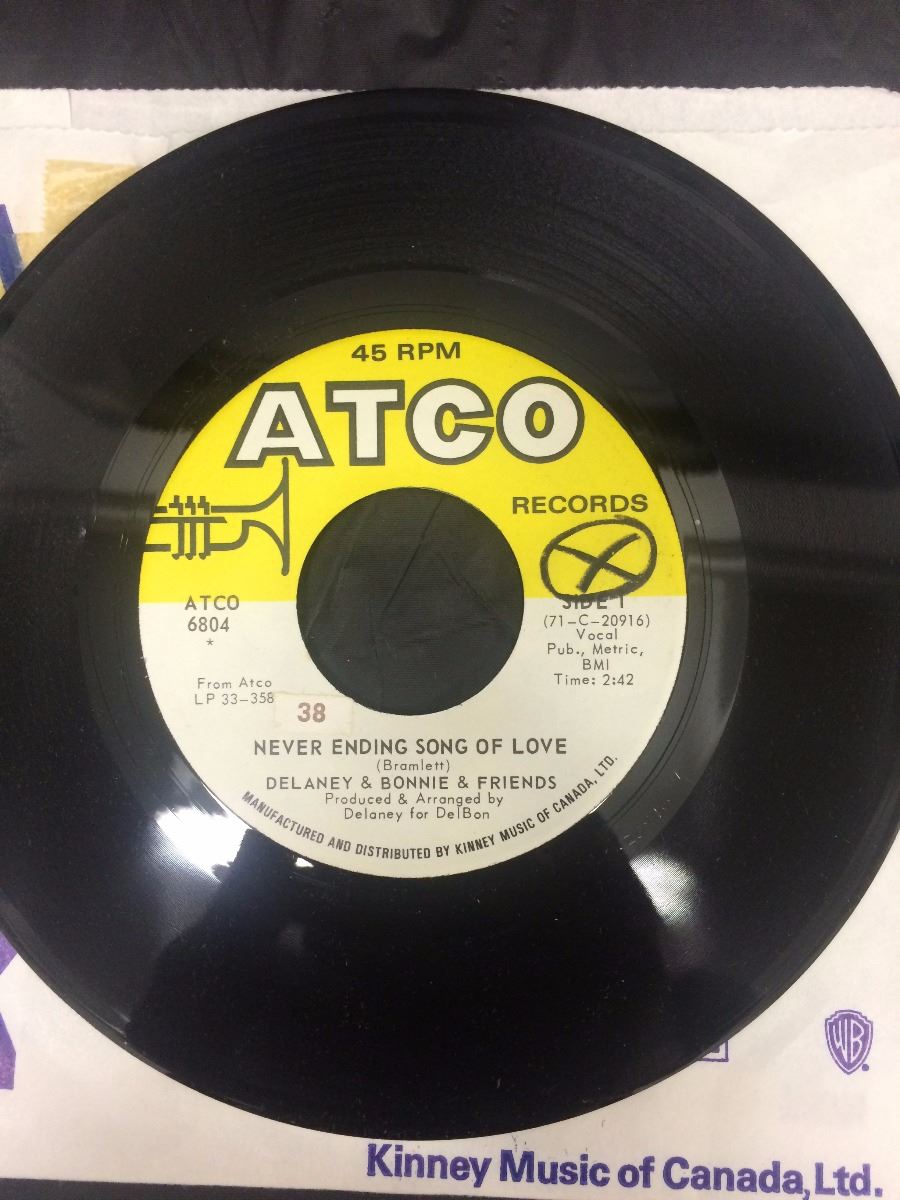 45 RPM
ATCO
RECORDS
ATCO
6804
*
SIDE 1
(71-C-20916)
Vocal
Pub., Metric,
BMI
Time: 2:42
From Atco
LP 33-358
38
NEVER ENDING SONG OF LOVE
(Bramlett)
DELANEY & BONNIE & FRIENDS
Produced & Arranged by
Delaney for DelBon
MANUFACTURED AND DISTRIBUTED BY KINNEY MUSIC OF CANADA, LTD.
WB
Kinney Music of Canada, Ltd.